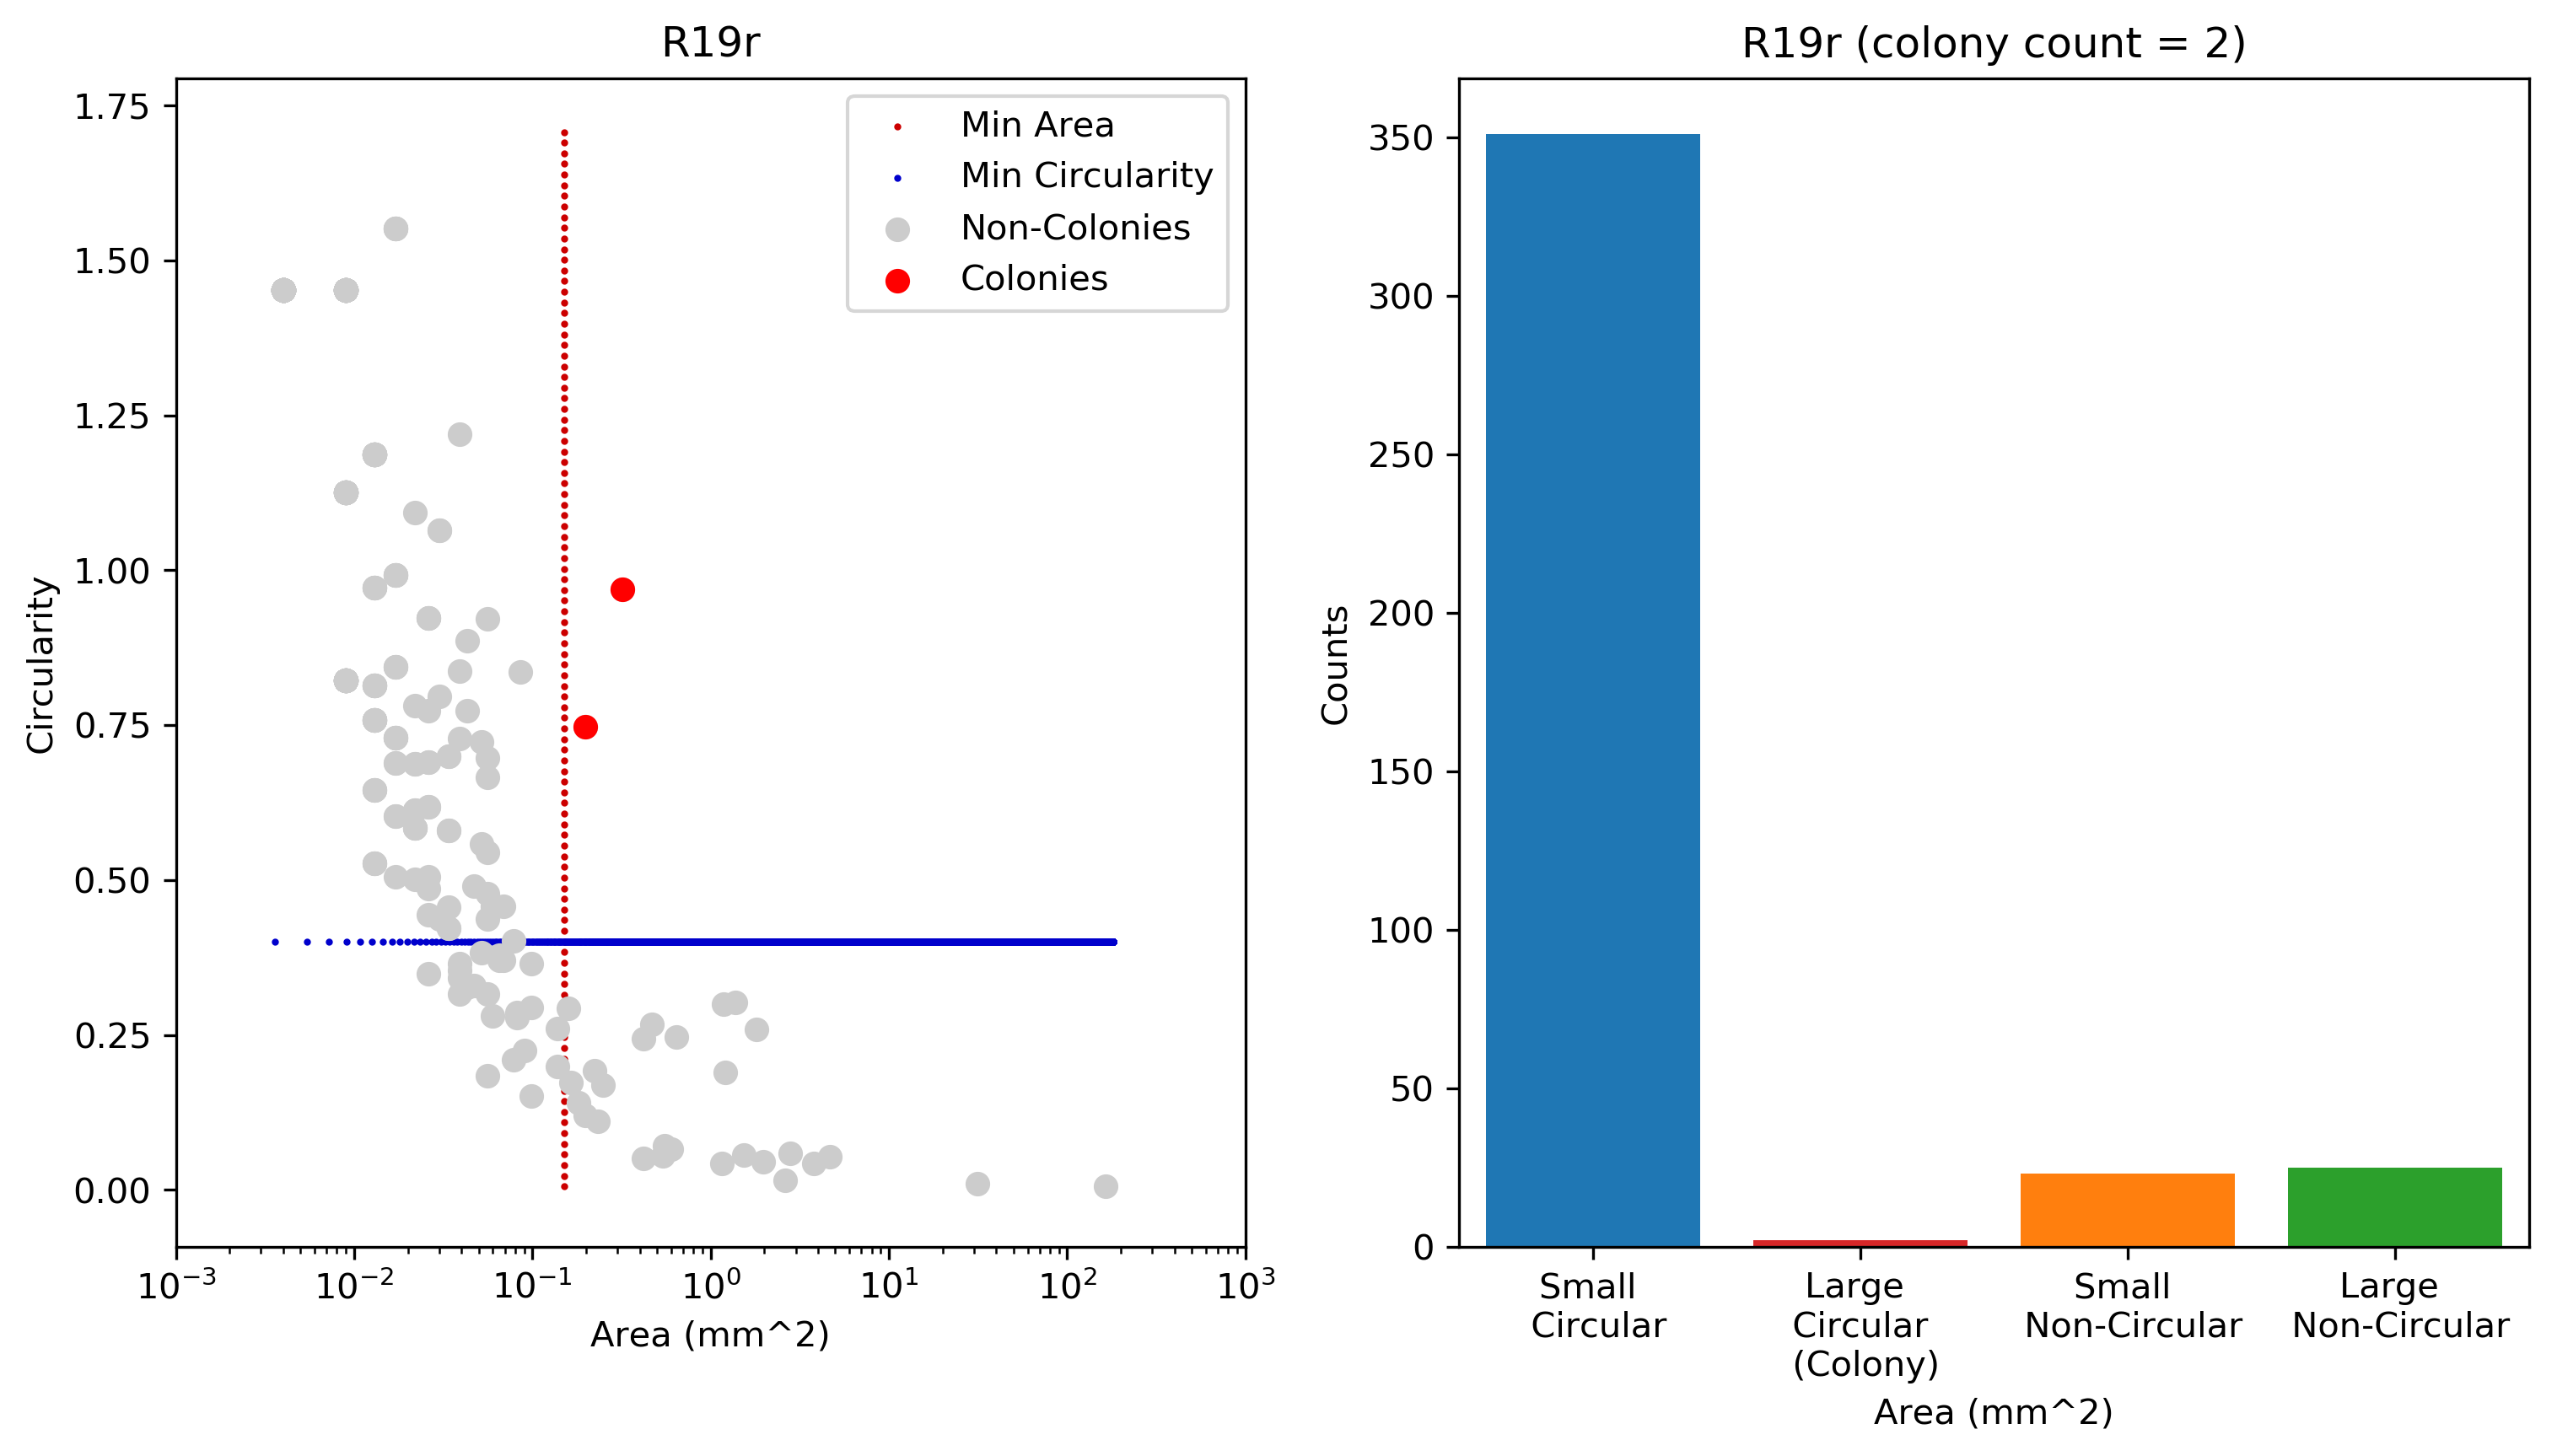 R19r
1.75
1.50
1.25
1.00
0.75
0.50
0.25
0.00
Circularity
10⁻³ 10⁻² 10⁻¹ 10⁰ 10¹ 10² 10³
Area (mm^2)
Min Area
Min Circularity
Non-Colonies
Colonies
R19r (colony count = 2)
350
300
250
200
150
100
50
0
Counts
Small
Circular
Large
Circular
(Colony)
Small
Non-Circular
Large
Non-Circular
Area (mm^2)